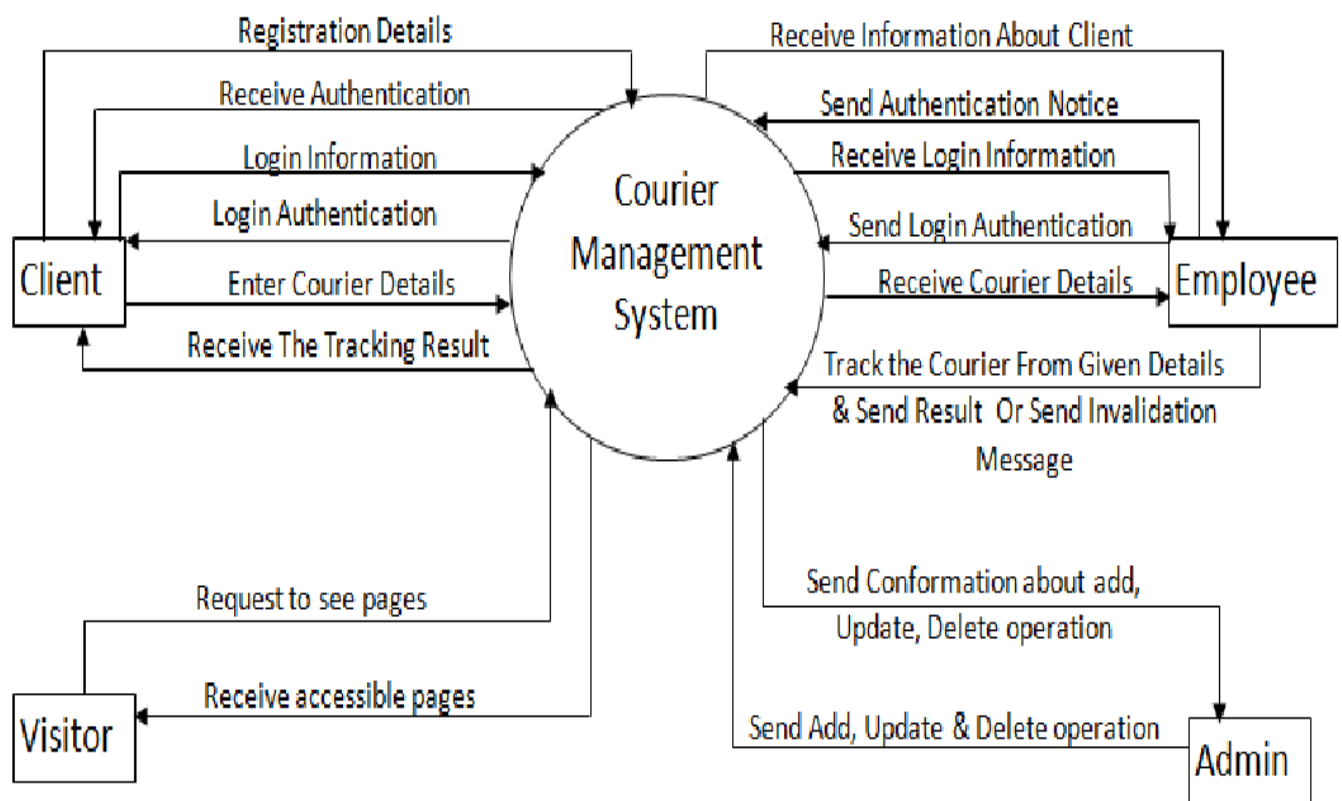 Registration Details
Receive Information About Client
Receive Authentication
Send Authentication Notice
Login Information
Receive Login Information
Courier
Management
System
Login Authentication
Send Login Authentication
Client
Enter Courier Details
Receive Courier Details
Employee
Receive The Tracking Result
Track the Courier From Given Details
& Send Result Or Send Invalidation
Message
Request to see pages
Send Conformation about add,
Update, Delete operation
Receive accessible pages
Visitor
Send Add, Update & Delete operation
Admin